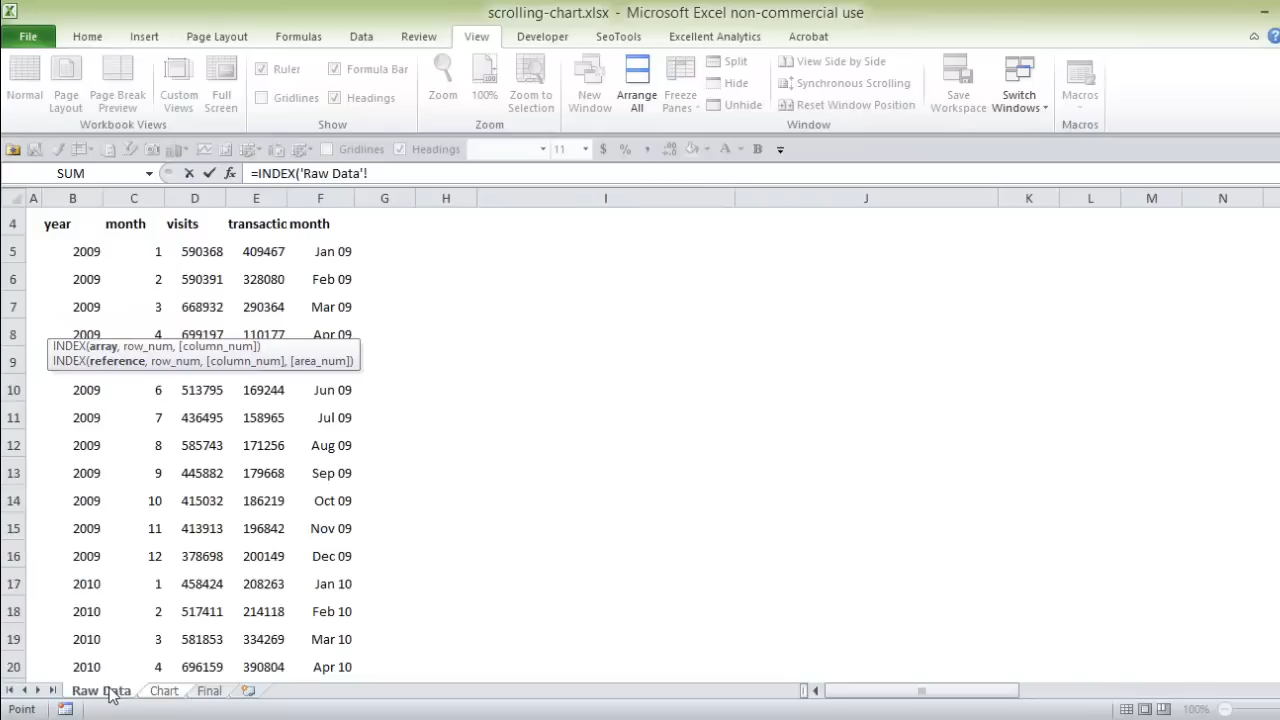 scrolling-chart.xlsx - Microsoft Excel non-commercial use
File Home Insert Page Layout Formulas Data Review View Developer SEOTools Excellent Analytics Acrobat
Normal Page Layout Page Break Preview Custom Views Full Screen
Ruler Formula Bar
Gridlines Headings
Zoom 100% Zoom to Selection
New Window Arrange All Freeze Panes
Split
Hide
Unhide
View Side by Side
Synchronous Scrolling
Reset Window Position
Save Workspace Switch Windows
Macros
Workbook Views Show Zoom Window Macros
Gridlines Headings 11 $ % , .00 A B
SUM fx =INDEX('Raw Data'!
A B C D E F G H I J K L M N
4 year month visits transactic month
5 2009 1 590368 409467 Jan 09
6 2009 2 590391 328080 Feb 09
7 2009 3 668932 290364 Mar 09
8 2009 4 699197 110177 Apr 09
INDEX(array, row_num, [column_num])
INDEX(reference, row_num, [column_num], [area_num])
9
10 2009 6 513795 169244 Jun 09
11 2009 7 436495 158965 Jul 09
12 2009 8 585743 171256 Aug 09
13 2009 9 445882 179668 Sep 09
14 2009 10 415032 186219 Oct 09
15 2009 11 413913 196842 Nov 09
16 2009 12 378698 200149 Dec 09
17 2010 1 458424 208263 Jan 10
18 2010 2 517411 214118 Feb 10
19 2010 3 581853 334269 Mar 10
20 2010 4 696159 390804 Apr 10
Raw Data Chart Final
Point 100%